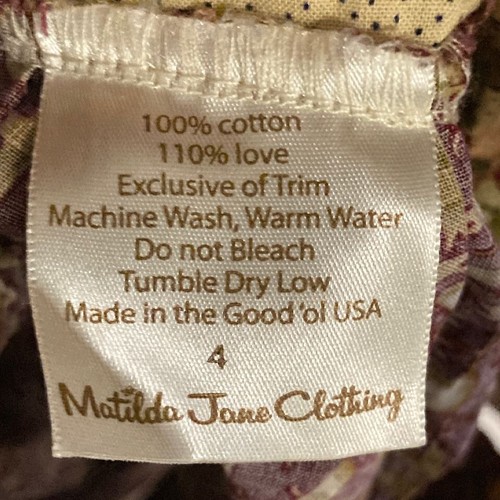 100% cotton
110% love
Exclusive of Trim
Machine Wash, Warm Water
Do not Bleach
Tumble Dry Low
Made in the Good 'ol USA
4
Matilda Jane Clothing